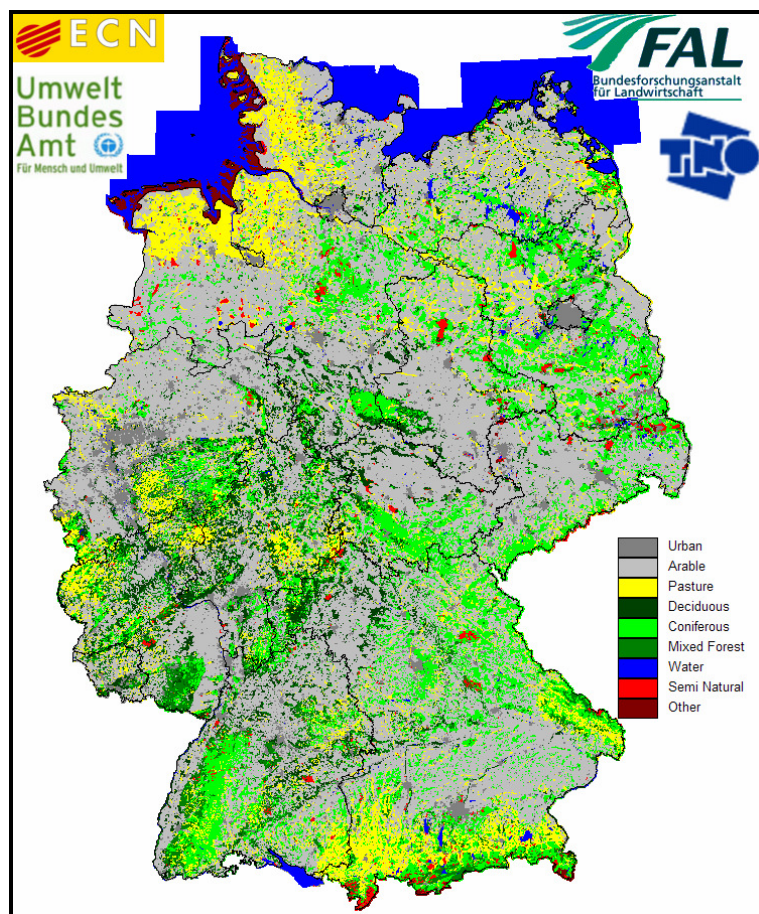 ECN
Umwelt
Bundes
Amt
Für Mensch und Umwelt
FAL
Bundesforschungsanstalt
für Landwirtschaft
TNO
Urban
Arable
Pasture
Deciduous
Coniferous
Mixed Forest
Water
Semi Natural
Other